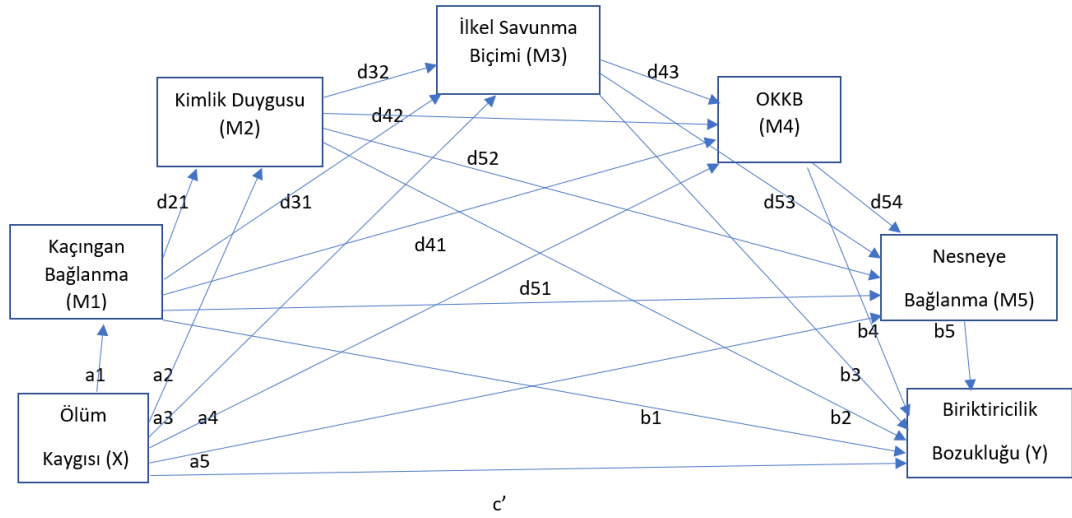 İlkel Savunma
Biçimi (M3)
d32
d43
Kimlik Duygusu
(M2)
d42
OKKB
(M4)
d52
d21
d31
d53
d54
Kaçıngan
Bağlanma
(M1)
d41
Nesneye
Bağlanma (M5)
d51
b4
b5
a1
a2
b3
Ölüm
Kaygısı (X)
a3
a4
b1
b2
Biriktiricilik
Bozukluğu (Y)
a5
c’